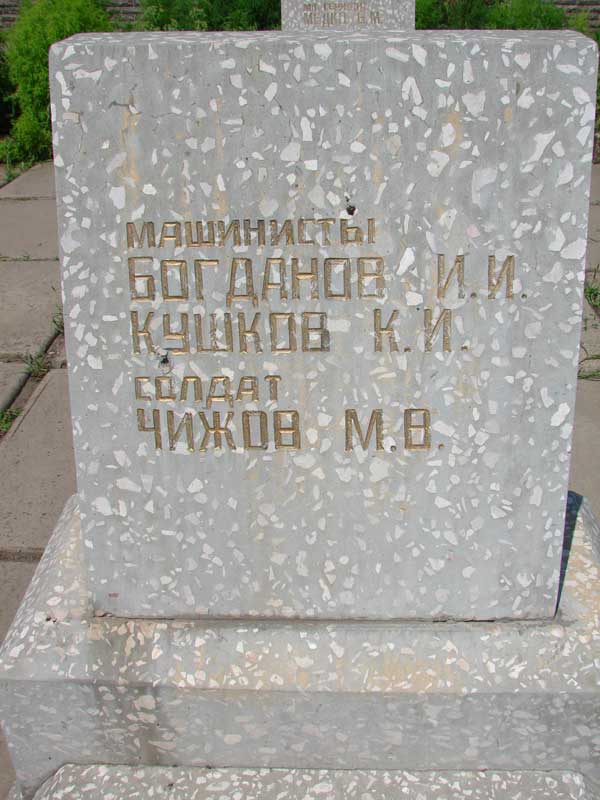 МАШИНИСТЫ
БОГДАНОВ И.И.
КУШКОВ К.И.
СОЛДАТ
ЧИЖОВ М.В.